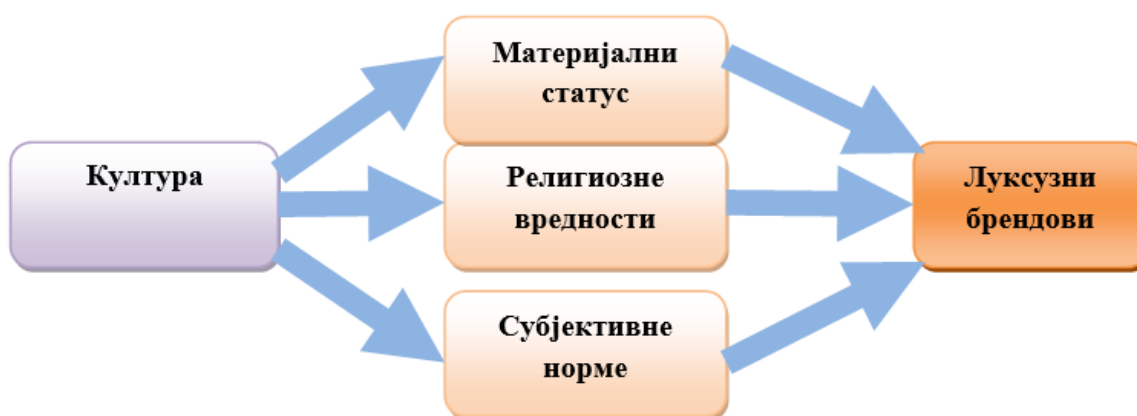 Култура
Материјални
статус
Религиозне
вредности
Субјективне
норме
Луксузни
брендови